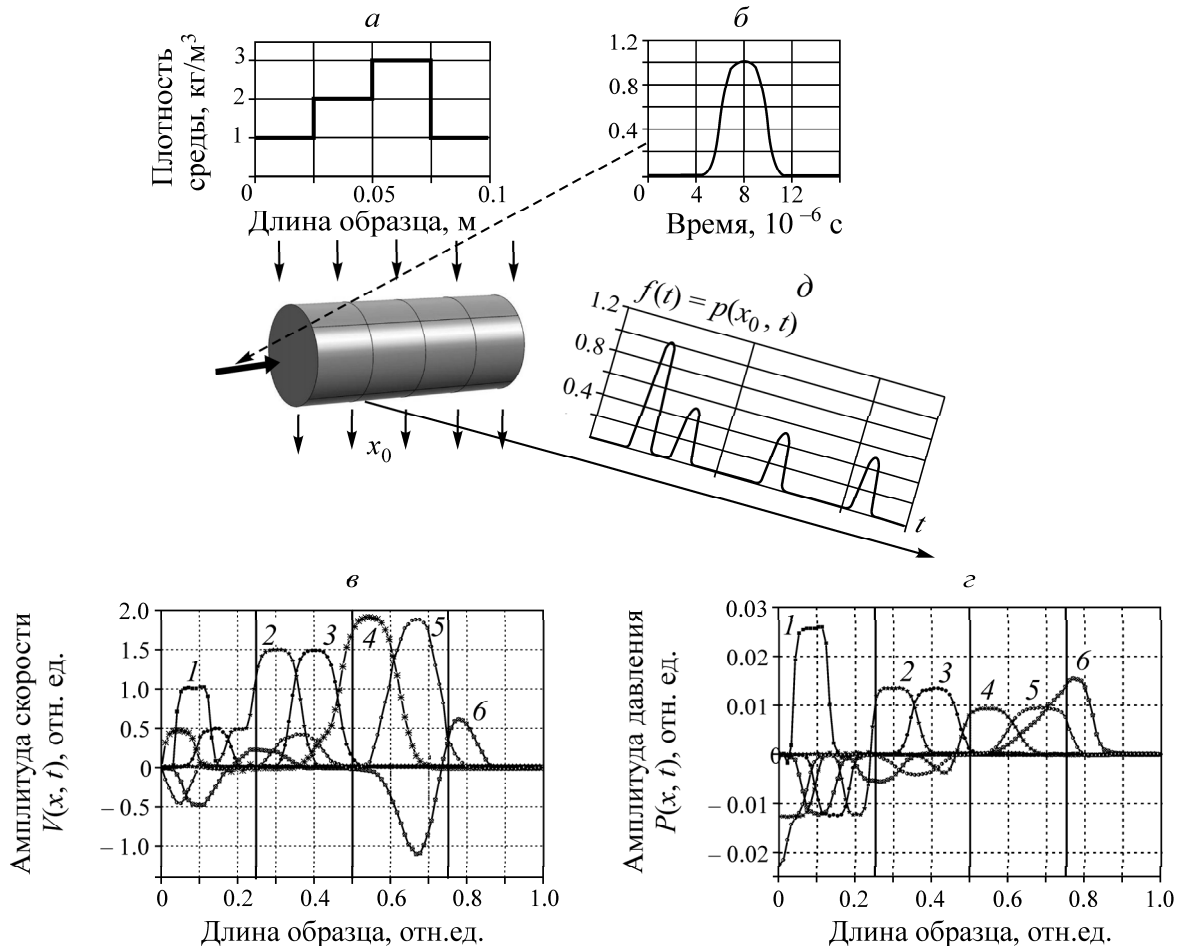 а
Плотность
среды, кг/м³
3
2
1
0 0.05 0.1
Длина образца, м
б
1.2
0.4
0 4 8 12
Время, 10⁻⁶ с
x₀
д
f(t) = p(x₀, t)
1.2
0.8
0.4
t
в
Амплитуда скорости
V(x, t), отн. ед.
2.0
1.5
1.0
0.5
0
– 0.5
– 1.0
1 2 3 4 5 6
0 0.2 0.4 0.6 0.8 1.0
Длина образца, отн.ед.
г
Амплитуда давления
P(x, t), отн. ед.
0.03
0.02
0.01
0
– 0.01
– 0.02
1 2 3 4 5 6
0 0.2 0.4 0.6 0.8 1.0
Длина образца, отн.ед.